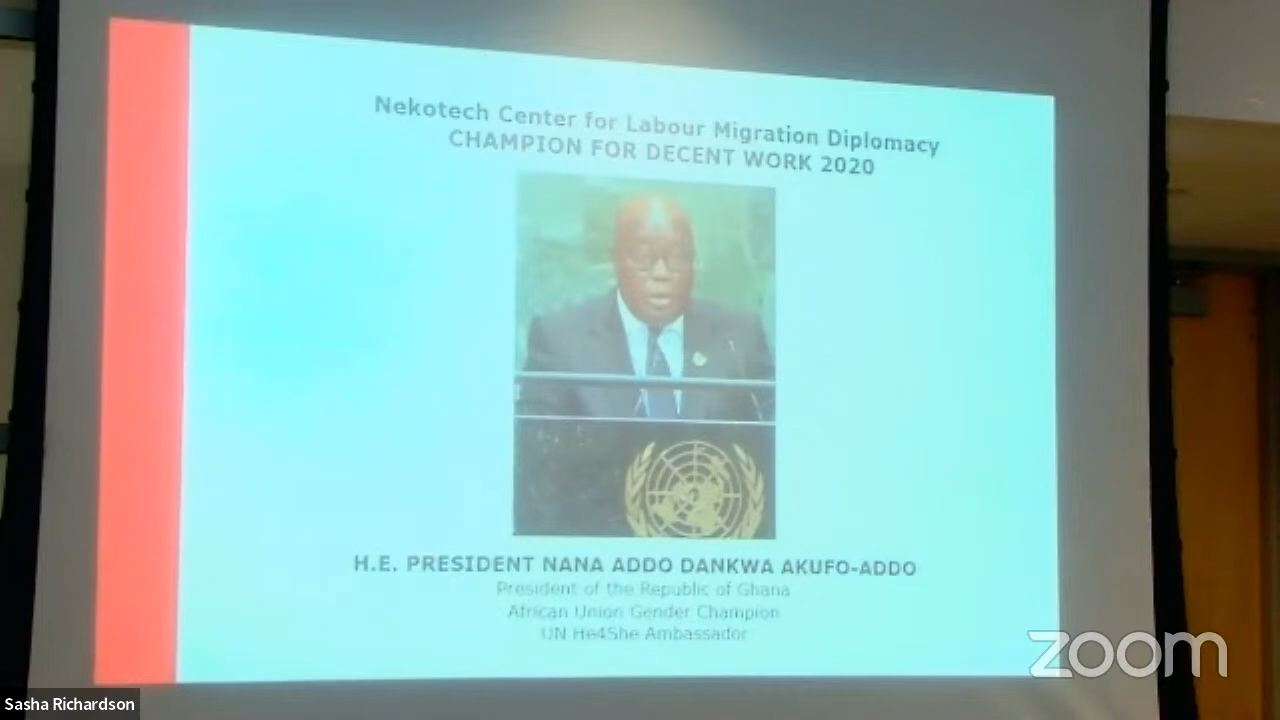 Nekotech Center for Labour Migration Diplomacy
CHAMPION FOR DECENT WORK 2020
H.E. PRESIDENT NANA ADDO DANKWA AKUFO-ADDO
President of the Republic of Ghana
African Union Gender Champion
UN He4She Ambassador
zoom
Sasha Richardson